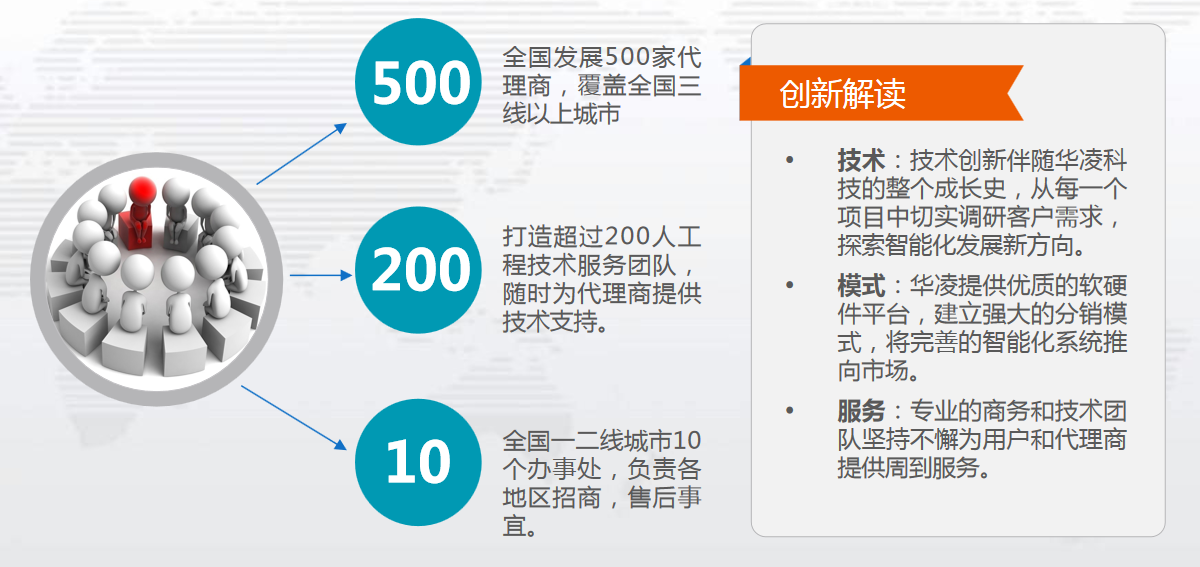 500
全国发展500家代
理商，覆盖全国三
线以上城市
200
打造超过200人工
程技术服务团队，
随时为代理商提供
技术支持。
10
全国一二线城市10
个办事处，负责各
地区招商，售后事
宜。
创新解读
• 技术：技术创新伴随华凌科
技的整个成长史，从每一个
项目中切实调研客户需求，
探索智能化发展新方向。
• 模式：华凌提供优质的软硬
件平台，建立强大的分销模
式，将完善的智能化系统推
向市场。
• 服务：专业的商务和技术团
队坚持不懈为用户和代理商
提供周到服务。